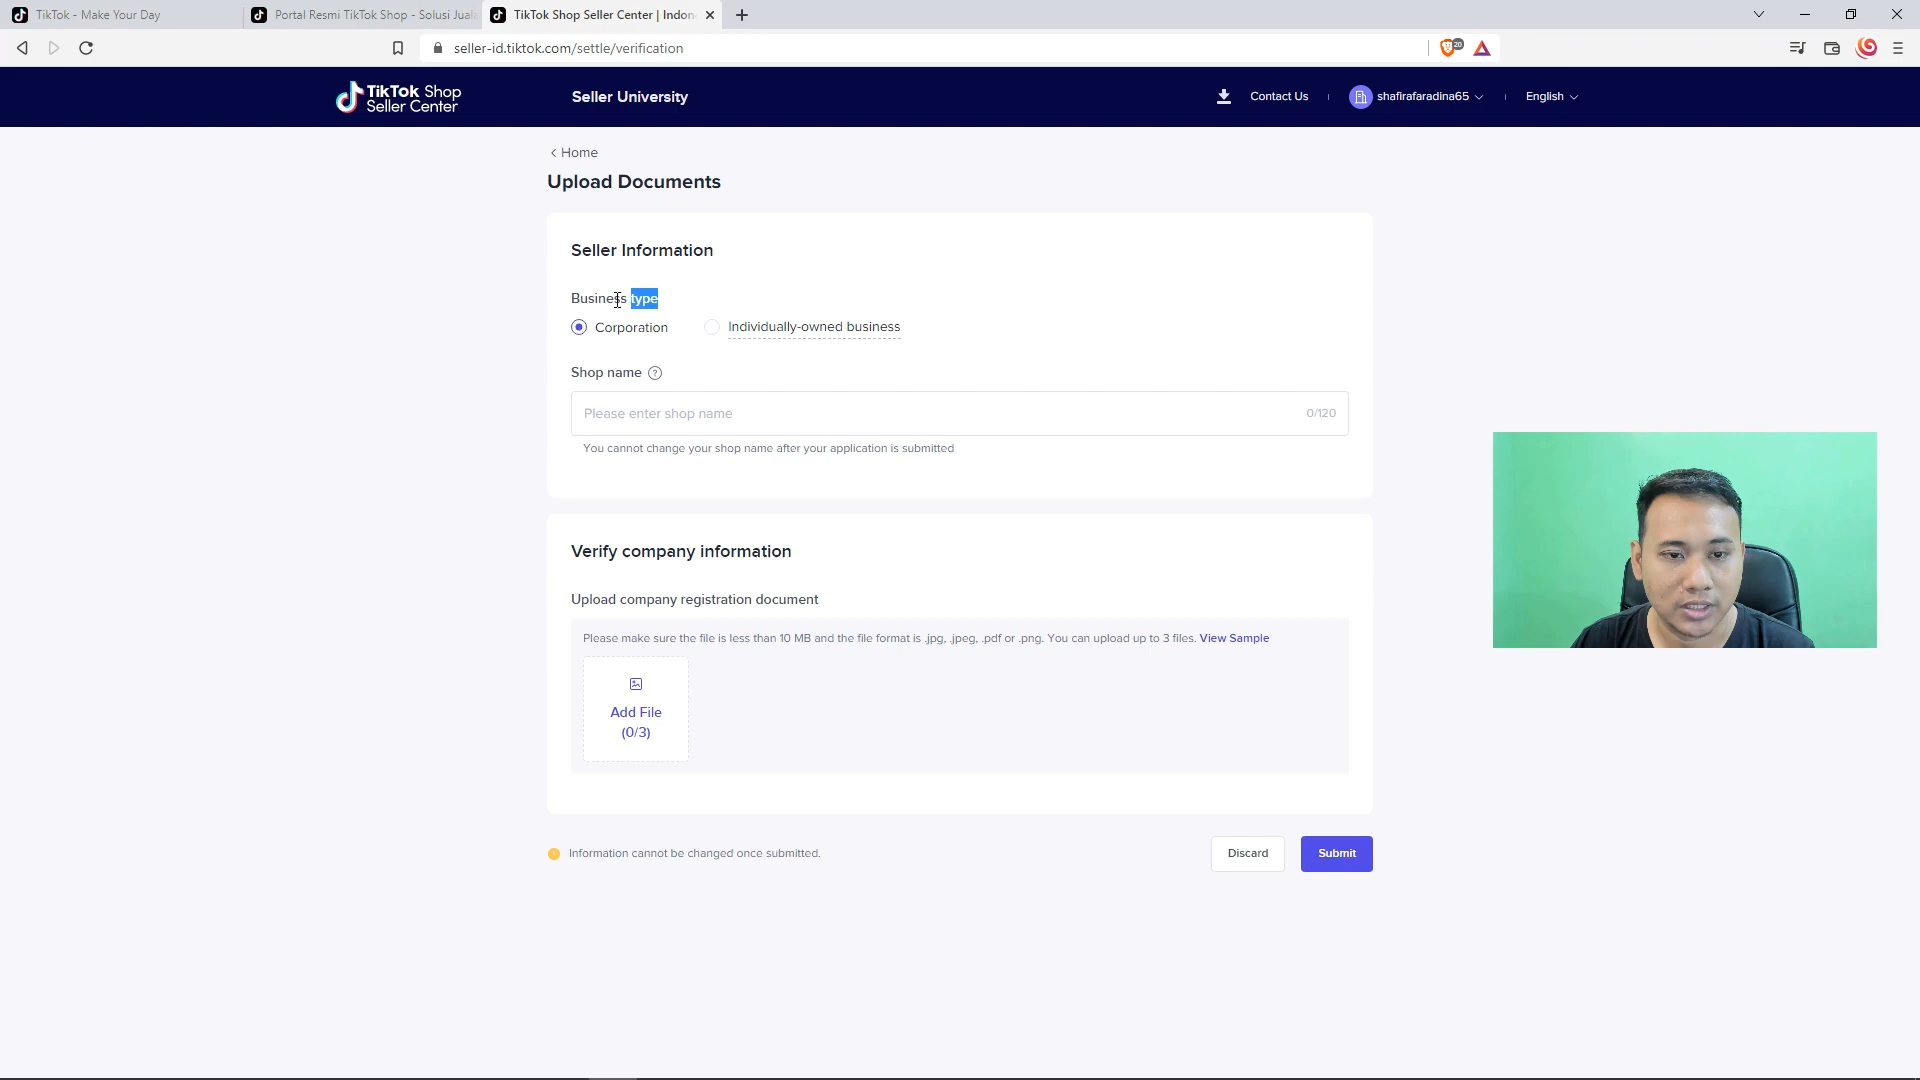 TikTok - Make Your Day
Portal Resmi TikTok Shop - Solusi Juala
TikTok Shop Seller Center | Indon
seller-id.tiktok.com/settle/verification
20
TikTok Shop
Seller Center
Seller University
Contact Us
shafirafaradina65
English
< Home
Upload Documents
Seller Information
Business type
Corporation
Individually-owned business
Shop name ?
Please enter shop name
0/120
You cannot change your shop name after your application is submitted
Verify company information
Upload company registration document
Please make sure the file is less than 10 MB and the file format is .jpg, .jpeg, .pdf or .png. You can upload up to 3 files. View Sample
Add File
(0/3)
Information cannot be changed once submitted.
Discard
Submit